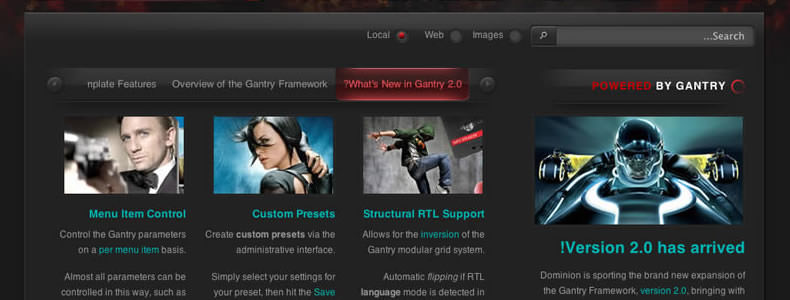 Local
Web
Images
...Search
nplate Features
Overview of the Gantry Framework
?What's New in Gantry 2.0
POWERED BY GANTRY
Menu Item Control
Control the Gantry parameters
on a per menu item basis.
Almost all parameters can be
controlled in this way, such as
Custom Presets
Create custom presets via the
administrative interface.
Simply select your settings for
your preset, then hit the Save
Structural RTL Support
Allows for the inversion of the
Gantry modular grid system.
Automatic flipping if RTL
language mode is detected in
!Version 2.0 has arrived
Dominion is sporting the brand new expansion of
the Gantry Framework, version 2.0, bringing with